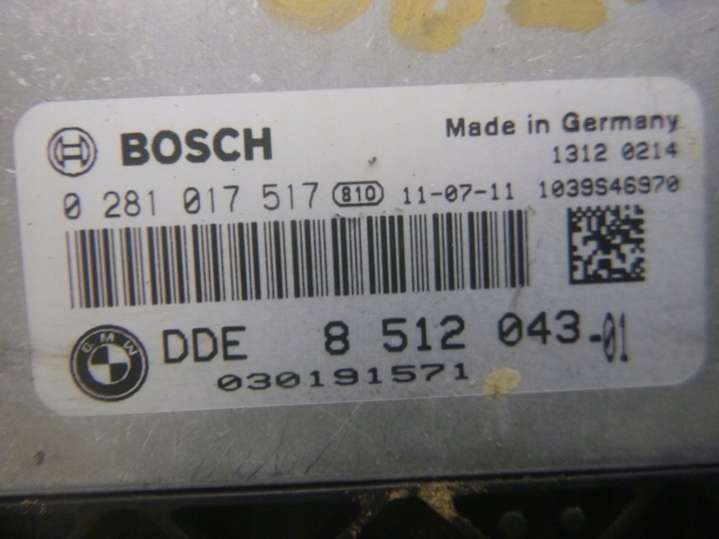 BOSCH
Made in Germany
1312 0214
0 281 017 517 810 11-07-11 1039S46970
BMW DDE 8 512 043-01
030191571